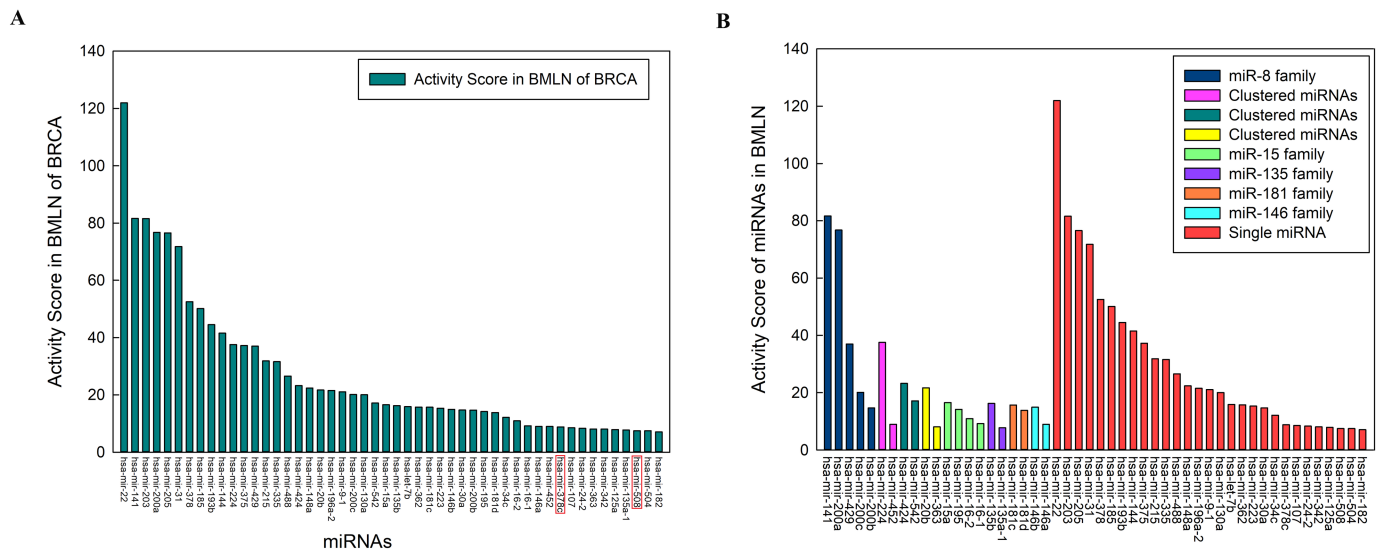 A
Activity Score in BMLN of BRCA
140
120
100
80
60
40
20
0
Activity Score in BMLN of BRCA
hsa-mir-22
hsa-mir-141
hsa-mir-203
hsa-mir-200a
hsa-mir-205
hsa-mir-31
hsa-mir-378
hsa-mir-185
hsa-mir-193b
hsa-mir-144
hsa-mir-224
hsa-mir-375
hsa-mir-429
hsa-mir-215
hsa-mir-335
hsa-mir-488
hsa-mir-424
hsa-mir-148a
hsa-mir-20b
hsa-mir-196a-2
hsa-mir-9-1
hsa-mir-200c
hsa-mir-130a
hsa-mir-542
hsa-mir-15a
hsa-mir-135b
hsa-let-7b
hsa-mir-362
hsa-mir-181c
hsa-mir-223
hsa-mir-146b
hsa-mir-30a
hsa-mir-200b
hsa-mir-195
hsa-mir-181d
hsa-mir-34c
hsa-mir-16-2
hsa-mir-16-1
hsa-mir-146a
hsa-mir-452
hsa-mir-378c
hsa-mir-107
hsa-mir-24-2
hsa-mir-363
hsa-mir-342
hsa-mir-125a
hsa-mir-135a-1
hsa-mir-508
hsa-mir-504
hsa-mir-182
miRNAs
B
Activity Score of miRNAs in BMLN
140
120
100
80
60
40
20
0
miR-8 family
Clustered miRNAs
Clustered miRNAs
Clustered miRNAs
miR-15 family
miR-135 family
miR-181 family
miR-146 family
Single miRNA
hsa-mir-141
hsa-mir-200a
hsa-mir-429
hsa-mir-200c
hsa-mir-200b
hsa-mir-224
hsa-mir-452
hsa-mir-424
hsa-mir-542
hsa-mir-20b
hsa-mir-363
hsa-mir-15a
hsa-mir-195
hsa-mir-16-2
hsa-mir-16-1
hsa-mir-135b
hsa-mir-135a-1
hsa-mir-181c
hsa-mir-181d
hsa-mir-146b
hsa-mir-146a
hsa-mir-22
hsa-mir-203
hsa-mir-205
hsa-mir-31
hsa-mir-378
hsa-mir-185
hsa-mir-193b
hsa-mir-144
hsa-mir-375
hsa-mir-215
hsa-mir-335
hsa-mir-488
hsa-mir-148a
hsa-mir-196a-2
hsa-mir-9-1
hsa-mir-130a
hsa-let-7b
hsa-mir-362
hsa-mir-223
hsa-mir-30a
hsa-mir-34c
hsa-mir-378c
hsa-mir-107
hsa-mir-24-2
hsa-mir-342
hsa-mir-125a
hsa-mir-508
hsa-mir-504
hsa-mir-182